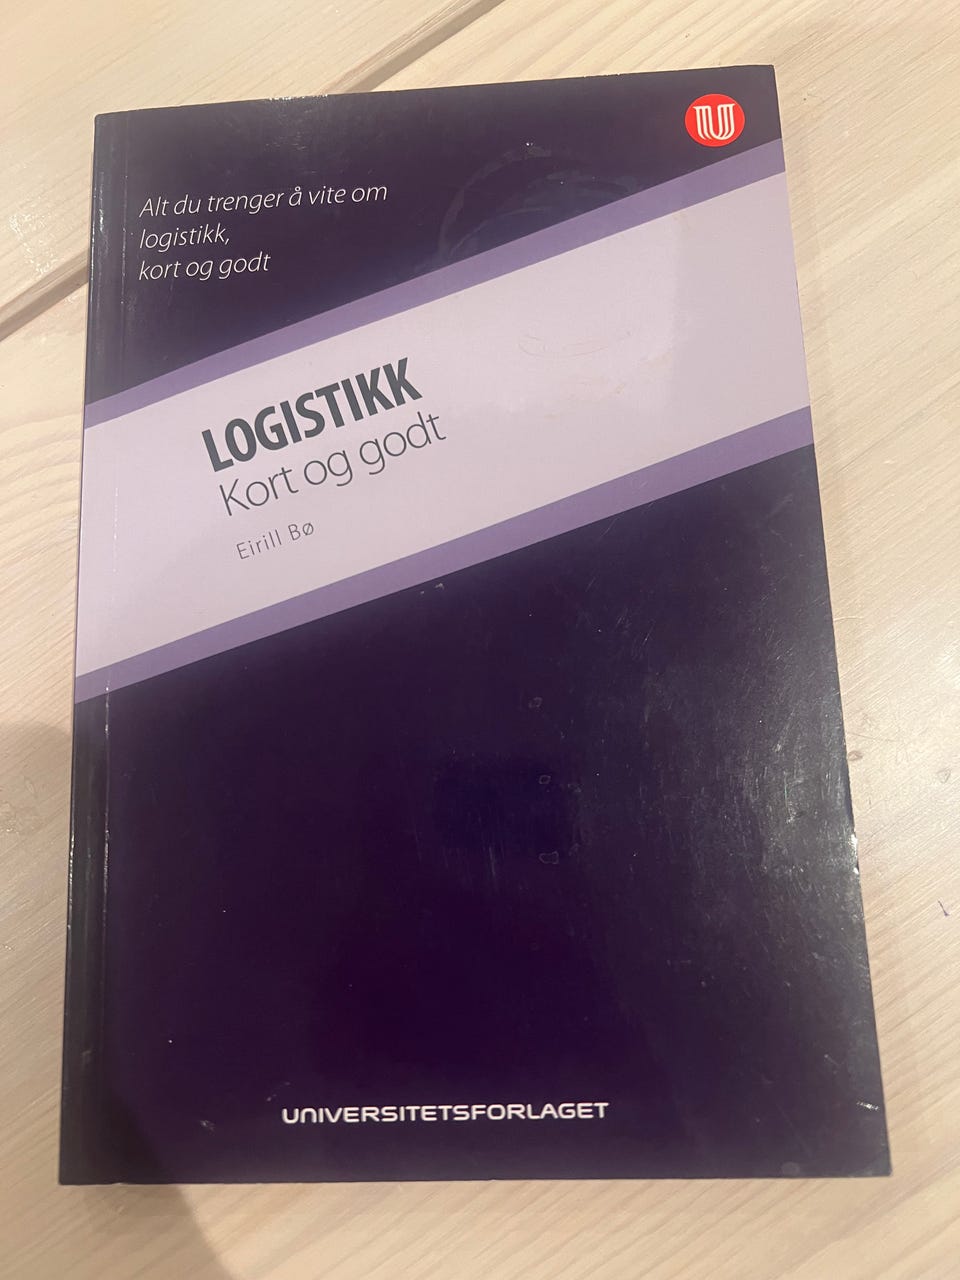 U
Alt du trenger å vite om
logistikk,
kort og godt
LOGISTIKK
Kort og godt
Eirill Bø
UNIVERSITETSFORLAGET